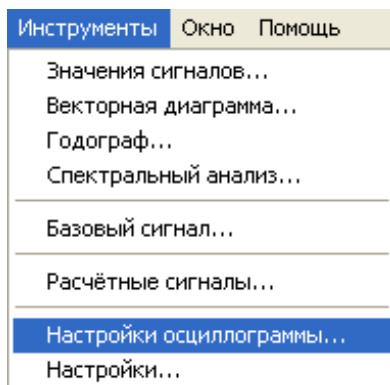 Инструменты Окно Помощь
Значения сигналов...
Векторная диаграмма...
Годограф...
Спектральный анализ...
Базовый сигнал...
Расчётные сигналы...
Настройки осциллограммы...
Настройки...